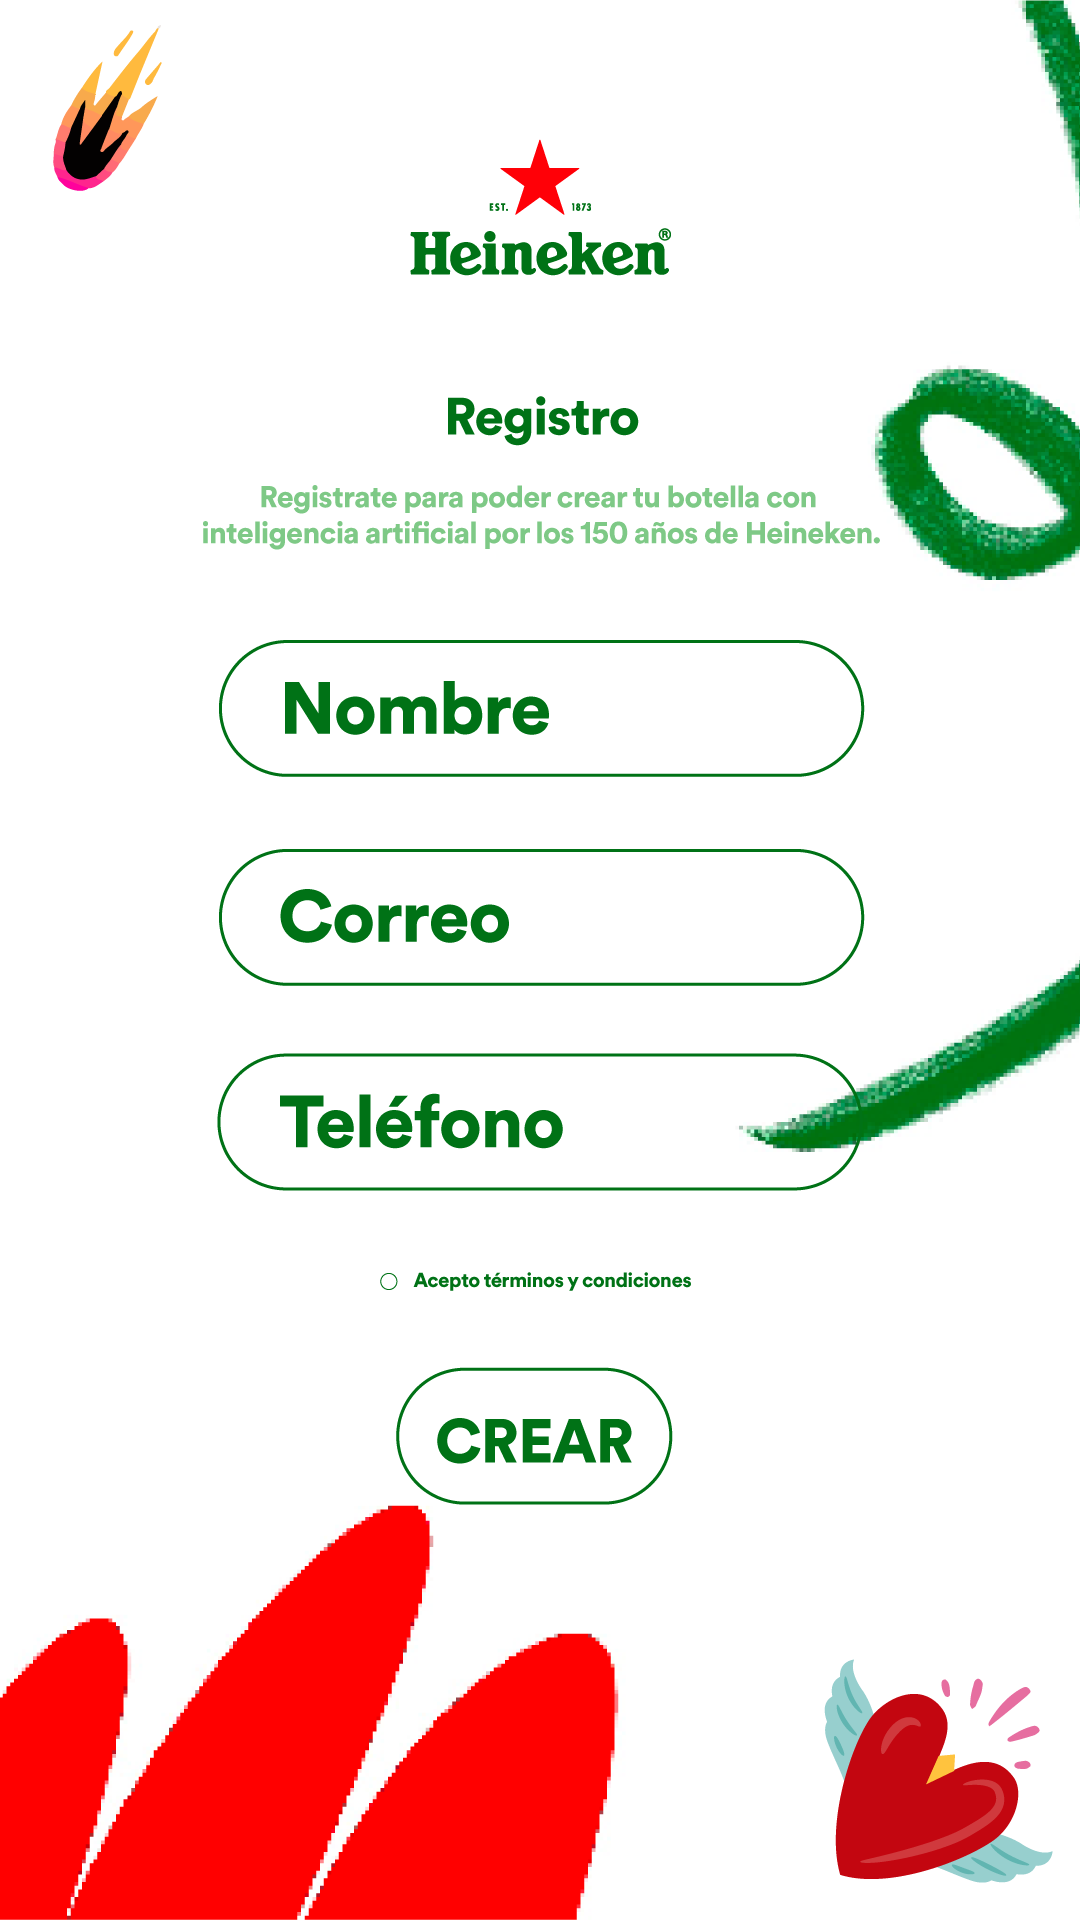 EST. 1873
Heineken®
Registro
Registrate para poder crear tu botella con
inteligencia artificial por los 150 años de Heineken.
Nombre
Correo
Teléfono
Acepto términos y condiciones
CREAR